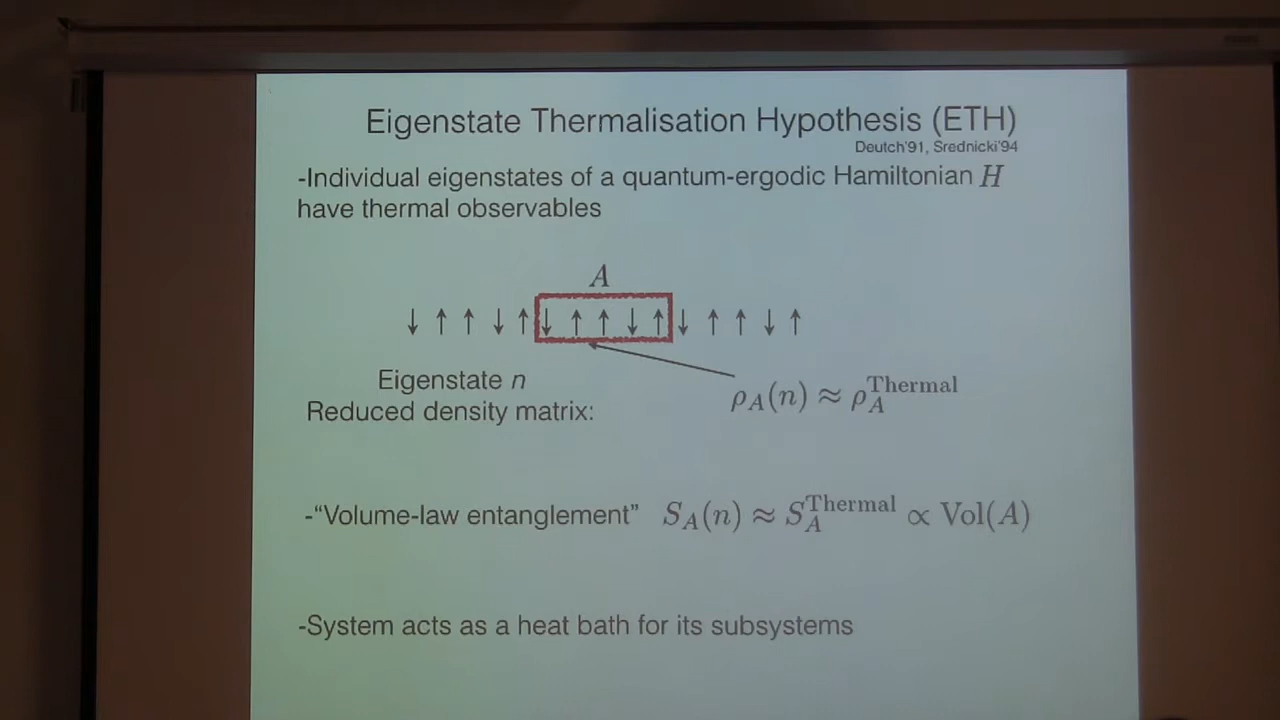 Eigenstate Thermalisation Hypothesis (ETH)
Deutch'91, Srednicki'94
-Individual eigenstates of a quantum-ergodic Hamiltonian H
have thermal observables
A
↓ ↑ ↑ ↓ ↑ ↓ ↑ ↑ ↓ ↑ ↓ ↑ ↑ ↓ ↑
Eigenstate n
Reduced density matrix:
ρ_A(n) ≈ ρ_A^Thermal
-“Volume-law entanglement” S_A(n) ≈ S_A^Thermal ∝ Vol(A)
-System acts as a heat bath for its subsystems